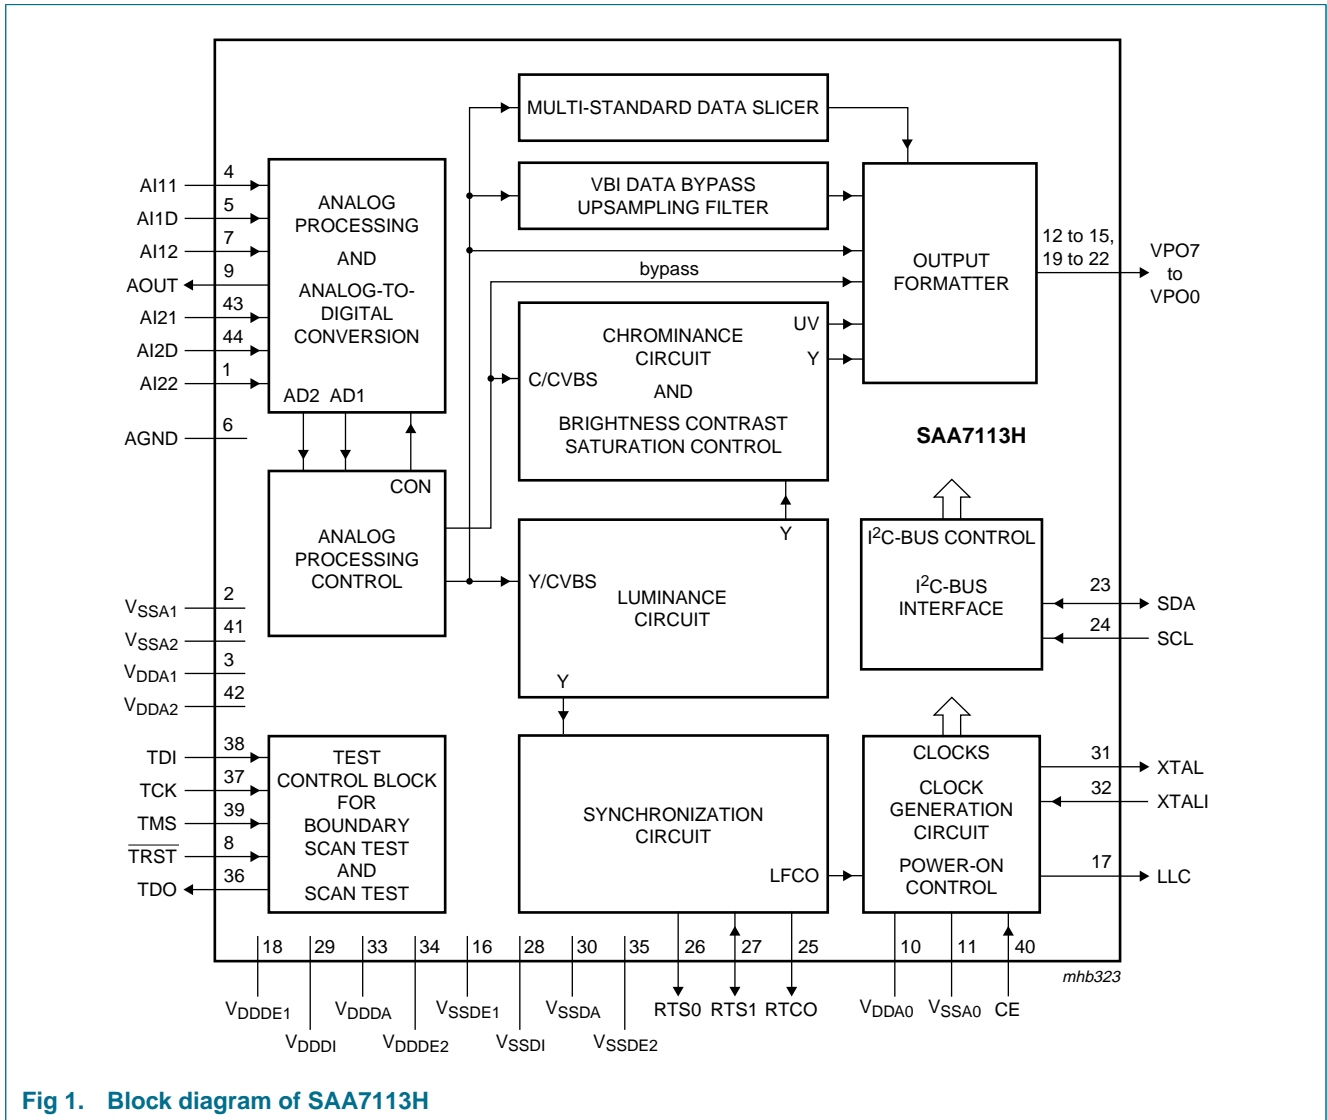 MULTI-STANDARD DATA SLICER
VBI DATA BYPASS
UPSAMPLING FILTER
AI11
4
AI1D
5
AI12
7
AOUT
9
AI21
43
AI2D
44
AI22
1
AGND
6
ANALOG
PROCESSING
AND
ANALOG-TO-
DIGITAL
CONVERSION
AD2 AD1
CON
ANALOG
PROCESSING
CONTROL
bypass
CHROMINANCE
CIRCUIT
AND
BRIGHTNESS CONTRAST
SATURATION CONTROL
C/CVBS
UV
Y
OUTPUT
FORMATTER
12 to 15,
19 to 22
VPO7
to
VPO0
SAA7113H
Y
Y/CVBS
LUMINANCE
CIRCUIT
Y
I2C-BUS CONTROL
I2C-BUS
INTERFACE
23
SDA
24
SCL
2
VSSA1
41
VSSA2
3
VDDA1
42
VDDA2
TDI
38
TCK
37
TMS
39
TRST
8
TDO
36
TEST
CONTROL BLOCK
FOR
BOUNDARY
SCAN TEST
AND
SCAN TEST
SYNCHRONIZATION
CIRCUIT
LFCO
CLOCKS
CLOCK
GENERATION
CIRCUIT
POWER-ON
CONTROL
31
XTAL
32
XTALI
17
LLC
18 29 33 34 16 28 30 35 26 27 25 10 11 40
mhb323
VDDDE1 VDDDA VSSDE1 VSSDA RTS0 RTS1 RTCO VDDA0 VSSA0 CE
VDDDI VDDDE2 VSSDI VSSDE2
Fig 1. Block diagram of SAA7113H